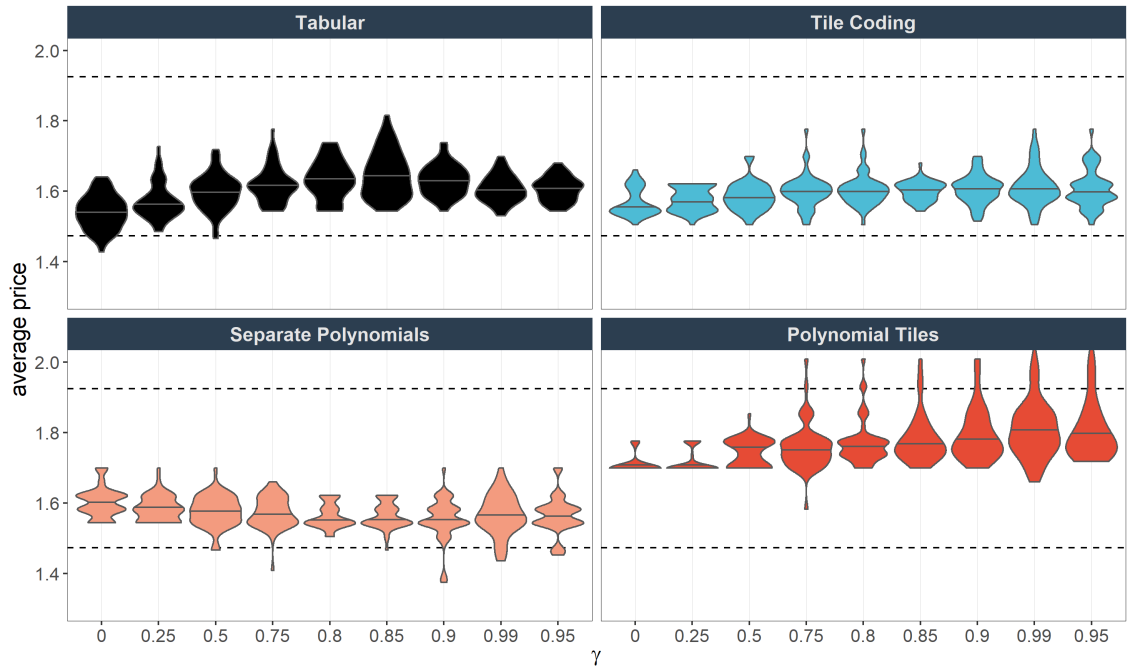 Tabular
Tile Coding
2.0
1.8
1.6
1.4
average price
Separate Polynomials
Polynomial Tiles
2.0
1.8
1.6
1.4
0 0.25 0.5 0.75 0.8 0.85 0.9 0.99 0.95
0 0.25 0.5 0.75 0.8 0.85 0.9 0.99 0.95
γ